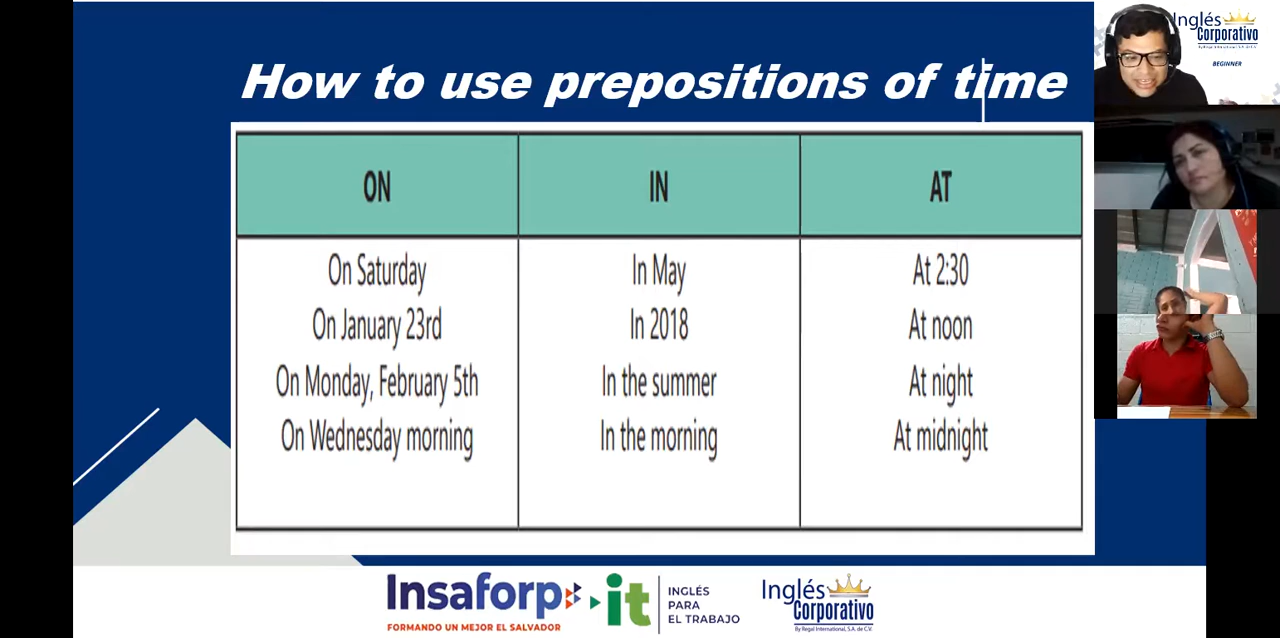 How to use prepositions of time
ON
IN
AT
On Saturday
In May
At 2:30
On January 23rd
In 2018
At noon
On Monday, February 5th
In the summer
At night
On Wednesday morning
In the morning
At midnight
Insaforp
FORMANDO UN MEJOR EL SALVADOR
it
INGLÉS
PARA
EL TRABAJO
Inglés
Corporativo
By Regal International, S.A. de C.V.
Inglés
Corporativo
BEGINNER